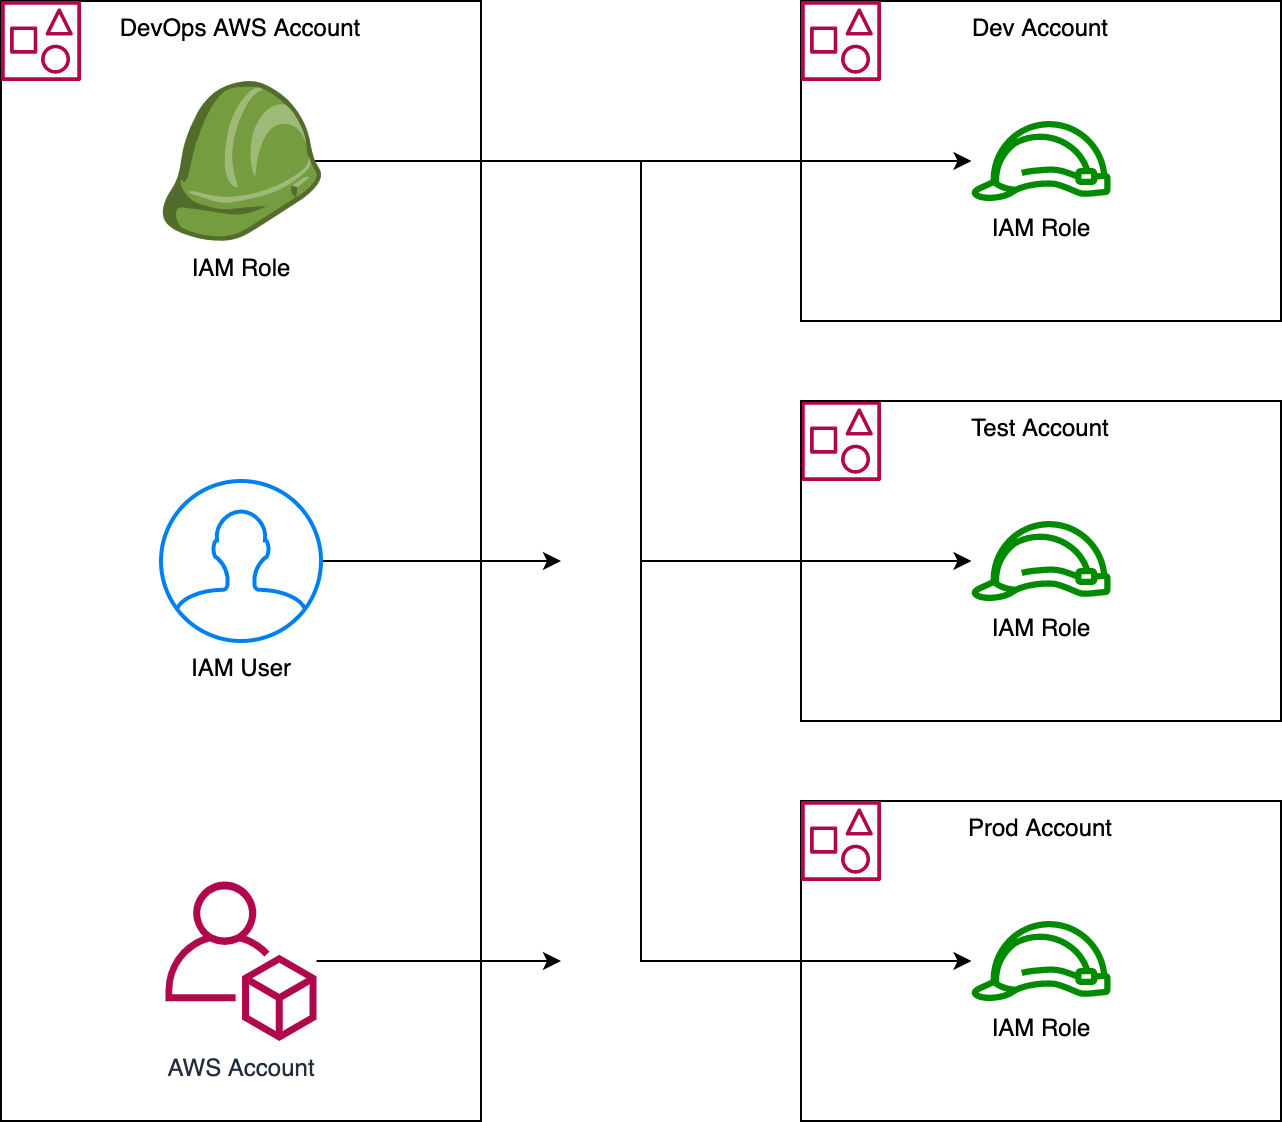 DevOps AWS Account
IAM Role
IAM User
AWS Account
Dev Account
IAM Role
Test Account
IAM Role
Prod Account
IAM Role